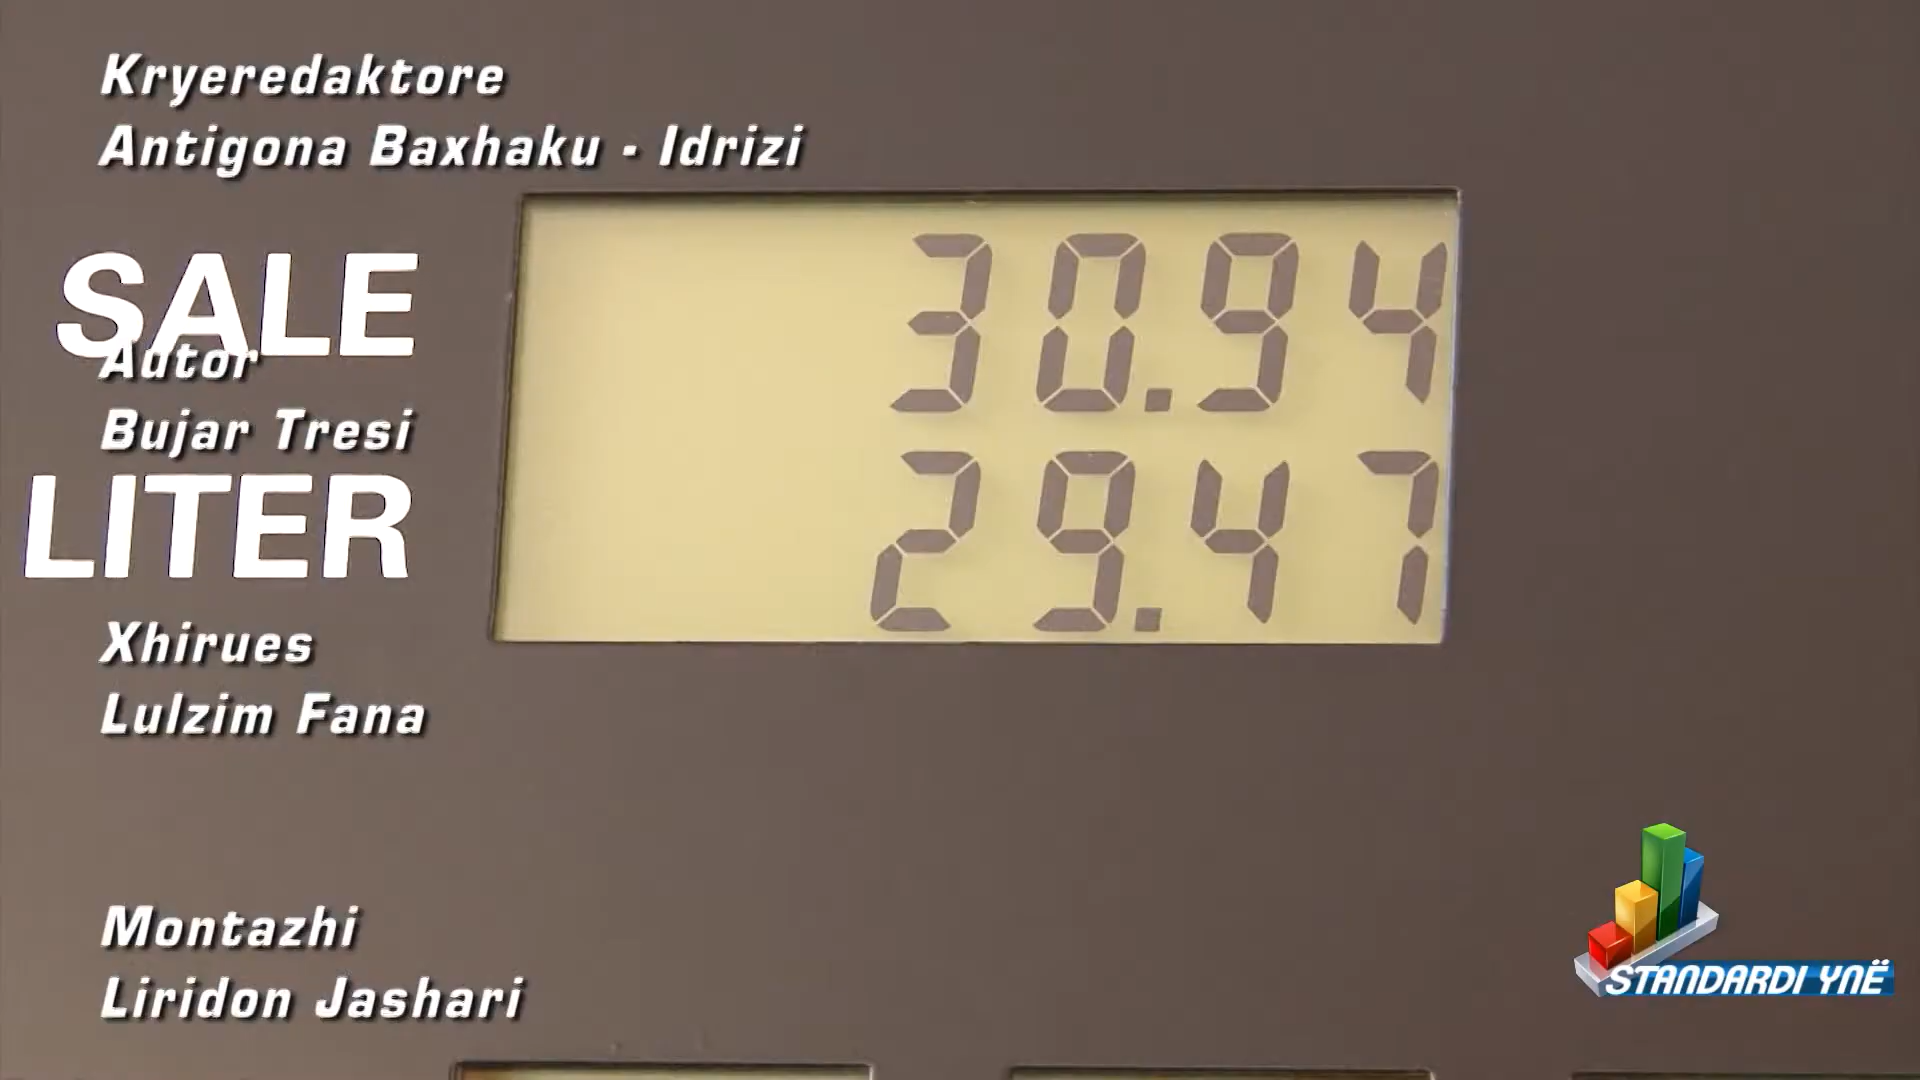 Kryeredaktore
Antigona Baxhaku - Idrizi
SALE
30.94
Autor
Bujar Tresi
LITER
29.47
Xhirues
Lulzim Fana
Montazhi
Liridon Jashari
STANDARDI YNË